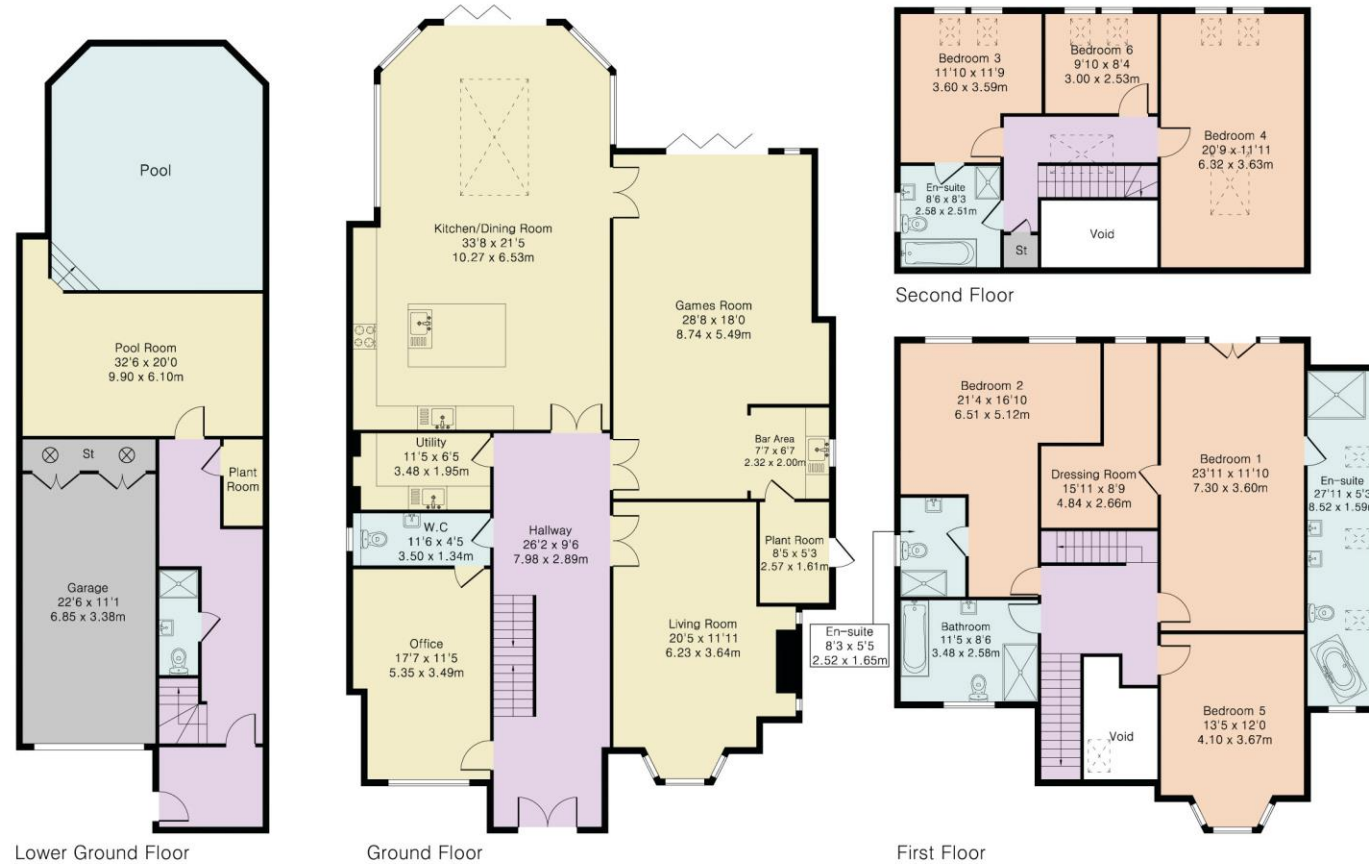 Pool
Pool Room
32'6 x 20'0
9.90 x 6.10m
St
Plant
Room
Garage
22'6 x 11'1
6.85 x 3.38m
Lower Ground Floor
Kitchen/Dining Room
33'8 x 21'5
10.27 x 6.53m
Games Room
28'8 x 18'0
8.74 x 5.49m
Utility
11'5 x 6'5
3.48 x 1.95m
Bar Area
7'7 x 6'7
2.32 x 2.00m
W.C
11'6 x 4'5
3.50 x 1.34m
Hallway
26'2 x 9'6
7.98 x 2.89m
Plant Room
8'5 x 5'3
2.57 x 1.61m
Office
17'7 x 11'5
5.35 x 3.49m
Living Room
20'5 x 11'11
6.23 x 3.64m
Ground Floor
Bedroom 3
11'10 x 11'9
3.60 x 3.59m
Bedroom 6
9'10 x 8'4
3.00 x 2.53m
Bedroom 4
20'9 x 11'11
6.32 x 3.63m
En-suite
8'6 x 8'3
2.58 x 2.51m
St
Void
Second Floor
Bedroom 2
21'4 x 16'10
6.51 x 5.12m
Dressing Room
15'11 x 8'9
4.84 x 2.66m
Bedroom 1
23'11 x 11'10
7.30 x 3.60m
En-suite
27'11 x 5'3
8.52 x 1.59m
En-suite
8'3 x 5'5
2.52 x 1.65m
Bathroom
11'5 x 8'6
3.48 x 2.58m
Void
Bedroom 5
13'5 x 12'0
4.10 x 3.67m
First Floor